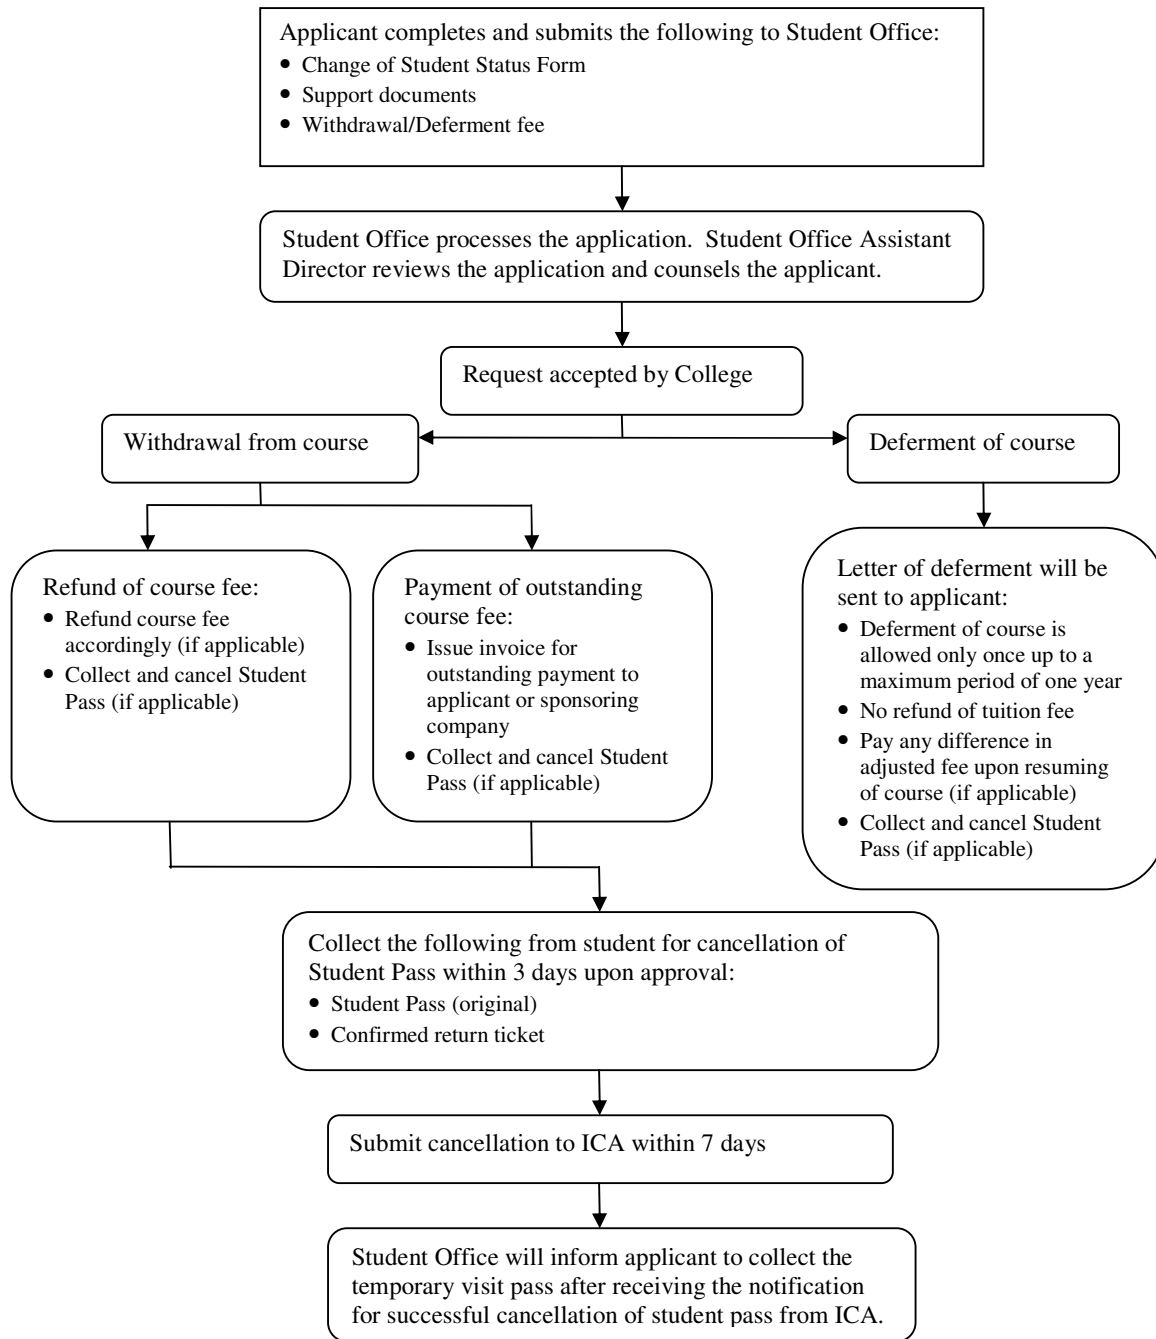 Applicant completes and submits the following to Student Office:
• Change of Student Status Form
• Support documents
• Withdrawal/Deferment fee
Student Office processes the application.  Student Office Assistant
Director reviews the application and counsels the applicant.
Request accepted by College
Withdrawal from course
Deferment of course
Refund of course fee:
• Refund course fee
accordingly (if applicable)
• Collect and cancel Student
Pass (if applicable)
Payment of outstanding
course fee:
• Issue invoice for
outstanding payment to
applicant or sponsoring
company
• Collect and cancel Student
Pass (if applicable)
Letter of deferment will be
sent to applicant:
• Deferment of course is
allowed only once up to a
maximum period of one year
• No refund of tuition fee
• Pay any difference in
adjusted fee upon resuming
of course (if applicable)
• Collect and cancel Student
Pass (if applicable)
Collect the following from student for cancellation of
Student Pass within 3 days upon approval:
• Student Pass (original)
• Confirmed return ticket
Submit cancellation to ICA within 7 days
Student Office will inform applicant to collect the
temporary visit pass after receiving the notification
for successful cancellation of student pass from ICA.